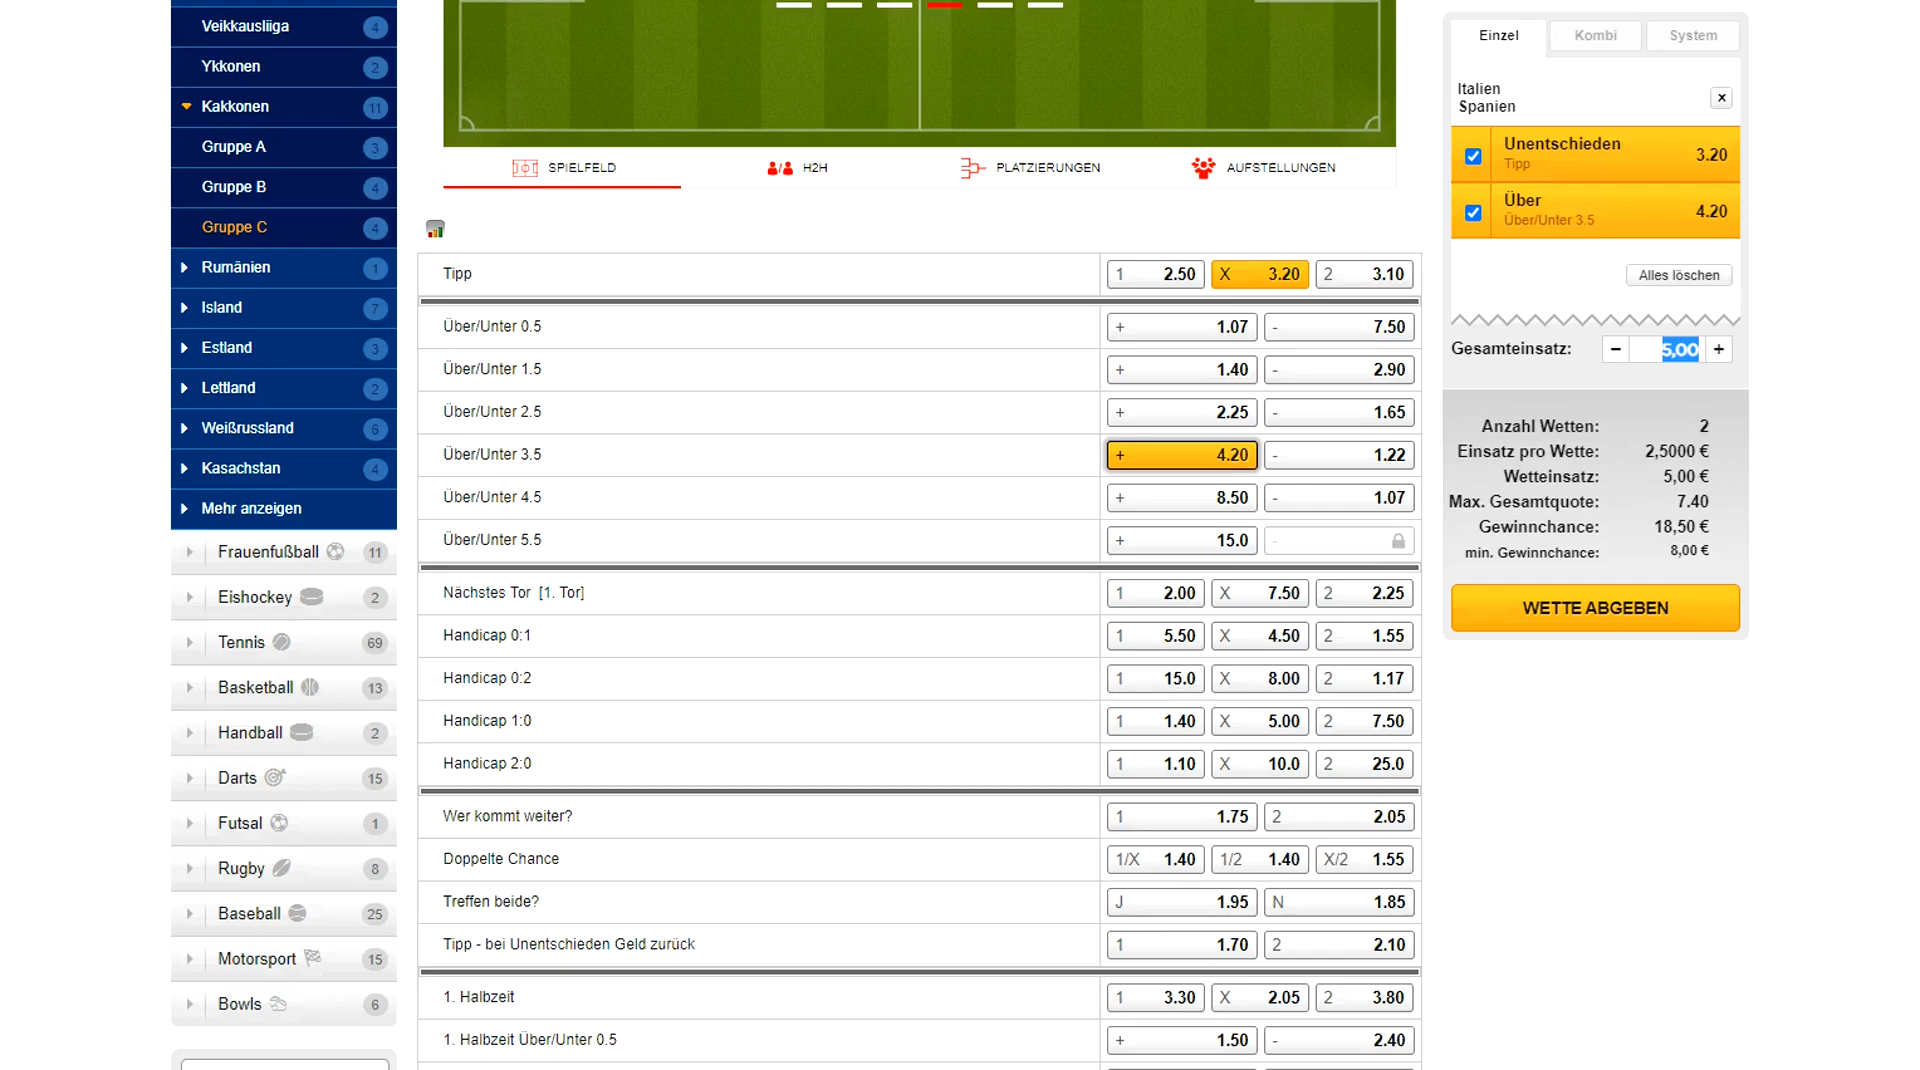 Veikkausliiga 4
Ykkonen 2
Kakkonen 11
Gruppe A 3
Gruppe B 4
Gruppe C 4
Rumänien 1
Island 7
Estland 3
Lettland 2
Weißrussland 6
Kasachstan 4
Mehr anzeigen
Frauenfußball 11
Eishockey 2
Tennis 69
Basketball 13
Handball 2
Darts 15
Futsal 1
Rugby 8
Baseball 25
Motorsport 15
Bowls 6
SPIELFELD H2H PLATZIERUNGEN AUFSTELLUNGEN
Tipp 1 2.50 X 3.20 2 3.10
Über/Unter 0.5 + 1.07 - 7.50
Über/Unter 1.5 + 1.40 - 2.90
Über/Unter 2.5 + 2.25 - 1.65
Über/Unter 3.5 + 4.20 - 1.22
Über/Unter 4.5 + 8.50 - 1.07
Über/Unter 5.5 + 15.0 -
Nächstes Tor [1. Tor] 1 2.00 X 7.50 2 2.25
Handicap 0:1 1 5.50 X 4.50 2 1.55
Handicap 0:2 1 15.0 X 8.00 2 1.17
Handicap 1:0 1 1.40 X 5.00 2 7.50
Handicap 2:0 1 1.10 X 10.0 2 25.0
Wer kommt weiter? 1 1.75 2 2.05
Doppelte Chance 1/X 1.40 1/2 1.40 X/2 1.55
Treffen beide? J 1.95 N 1.85
Tipp - bei Unentschieden Geld zurück 1 1.70 2 2.10
1. Halbzeit 1 3.30 X 2.05 2 3.80
1. Halbzeit Über/Unter 0.5 + 1.50 - 2.40
Einzel Kombi System
Italien
Spanien x
Unentschieden 3.20
Tipp
Über 4.20
Über/Unter 3.5
Alles löschen
Gesamteinsatz: − 5,00 +
Anzahl Wetten: 2
Einsatz pro Wette: 2,5000 €
Wetteinsatz: 5,00 €
Max. Gesamtquote: 7.40
Gewinnchance: 18,50 €
min. Gewinnchance: 8,00 €
WETTE ABGEBEN